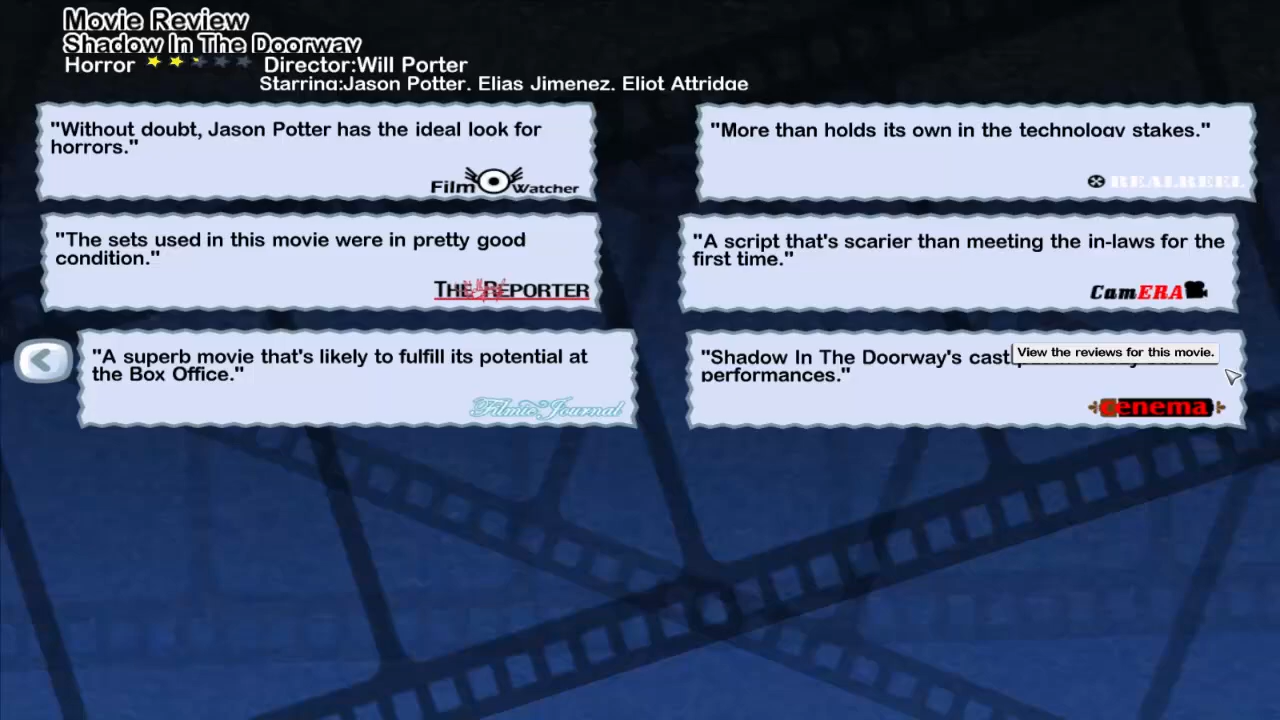 Movie Review
Shadow In The Doorway
Horror
Director:Will Porter
Starring:Jason Potter. Elias Jimenez. Eliot Attridge
"Without doubt, Jason Potter has the ideal look for
horrors."
Film Watcher
"More than holds its own in the technology stakes."
REALREEL
"The sets used in this movie were in pretty good
condition."
THE REPORTER
"A script that's scarier than meeting the in-laws for the
first time."
CamERA
"A superb movie that's likely to fulfill its potential at
the Box Office."
Filmic Journal
"Shadow In The Doorway's cast
View the reviews for this movie.
performances."
cenema